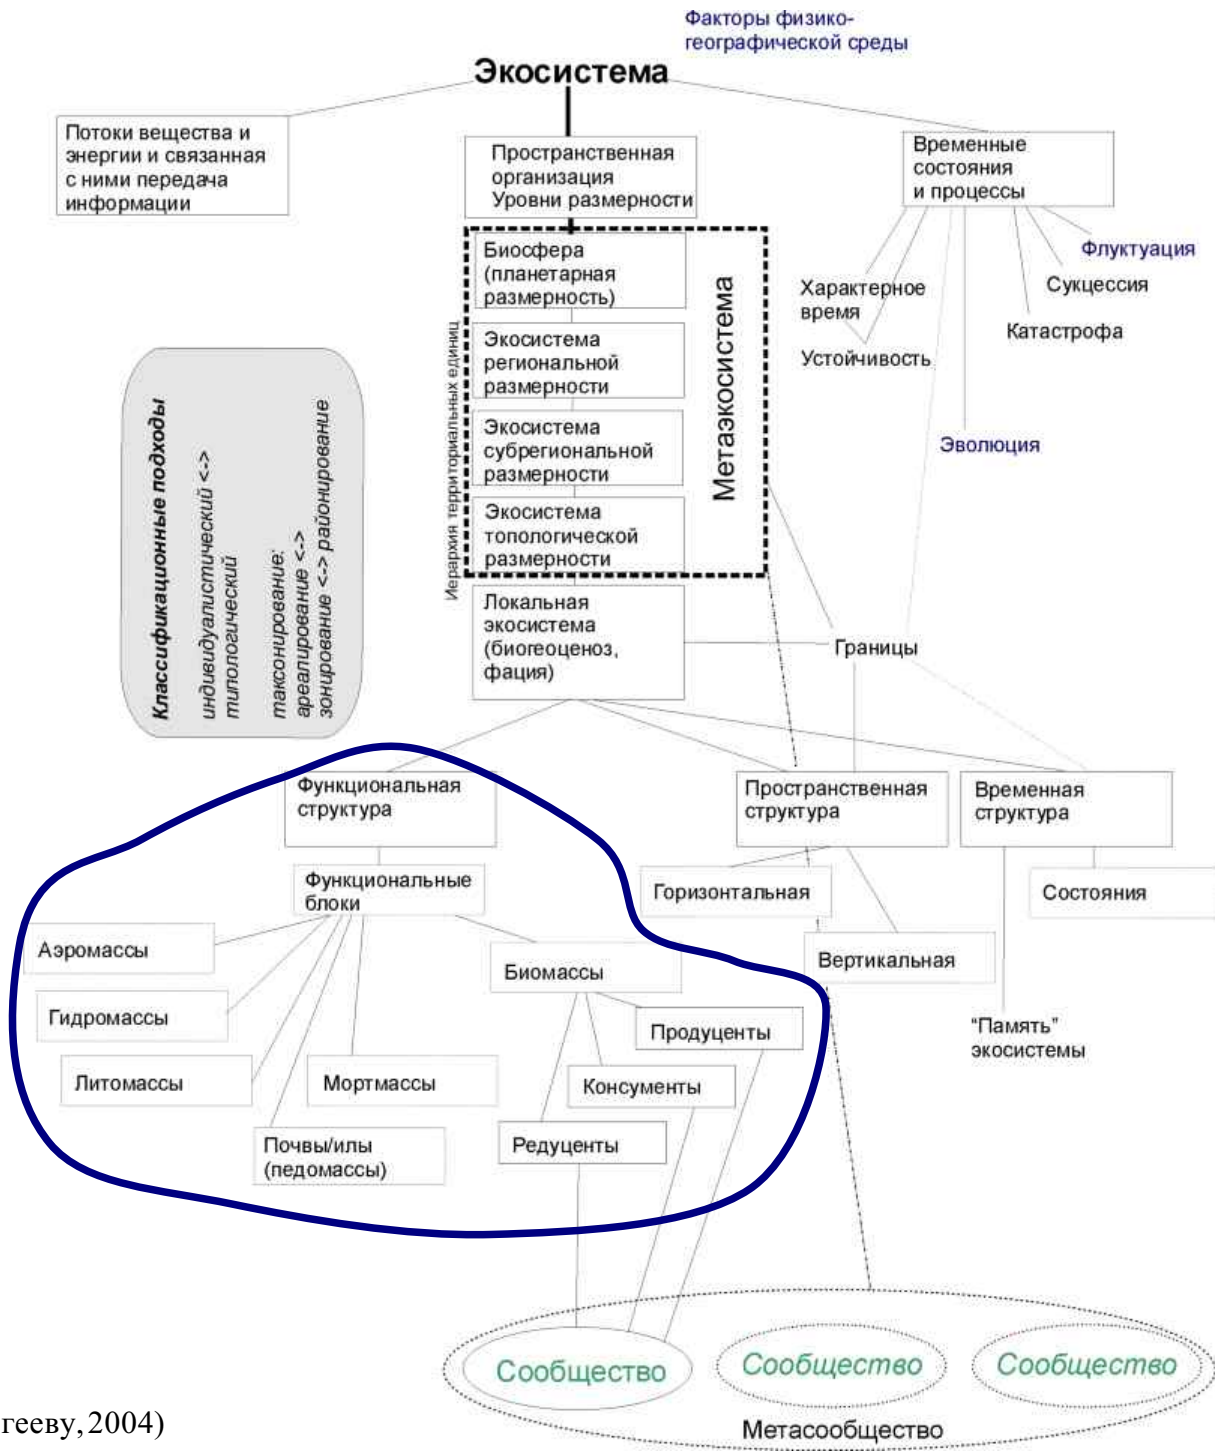 Факторы физико-
географической среды
Экосистема
Потоки вещества и
энергии и связанная
с ними передача
информации
Пространственная
организация
Уровни размерности
Временные
состояния
и процессы
Биосфера
(планетарная
размерность)
Экосистема
региональной
размерности
Экосистема
субрегиональной
размерности
Экосистема
топологической
размерности
Иерархия территориальных единиц
Метаэкосистема
Флуктуация
Сукцессия
Характерное
время
Катастрофа
Устойчивость
Эволюция
Классификационные подходы
индивидуалистический <->
типологический
таксонирование:
ареалирование <->
зонирование <-> районирование
Локальная
экосистема
(биогеоценоз,
фация)
Границы
Функциональная
структура
Пространственная
структура
Временная
структура
Функциональные
блоки
Горизонтальная
Состояния
Аэромассы
Биомассы
Вертикальная
Гидромассы
Продуценты
"Память"
экосистемы
Литомассы
Мортмассы
Консументы
Почвы/илы
(педомассы)
Редуценты
Сообщество
Сообщество
Сообщество
Метасообщество
гееву, 2004)